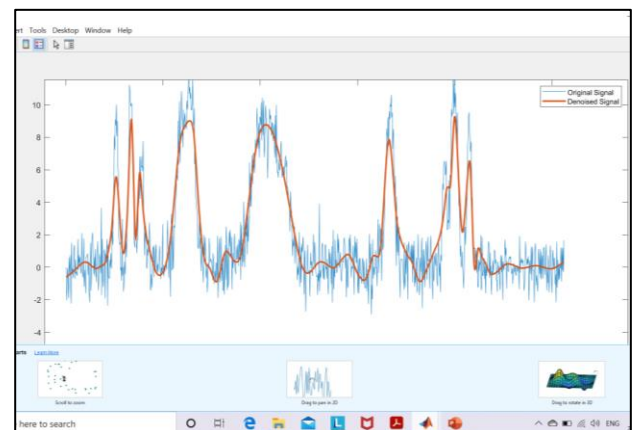 ert Tools Desktop Window Help
Original Signal
Denoised Signal
10
8
6
4
2
0
-2
-4
arts Learn More
Scroll to zoom
Drag to pan in 2D
Drag to rotate in 3D
here to search
ENG